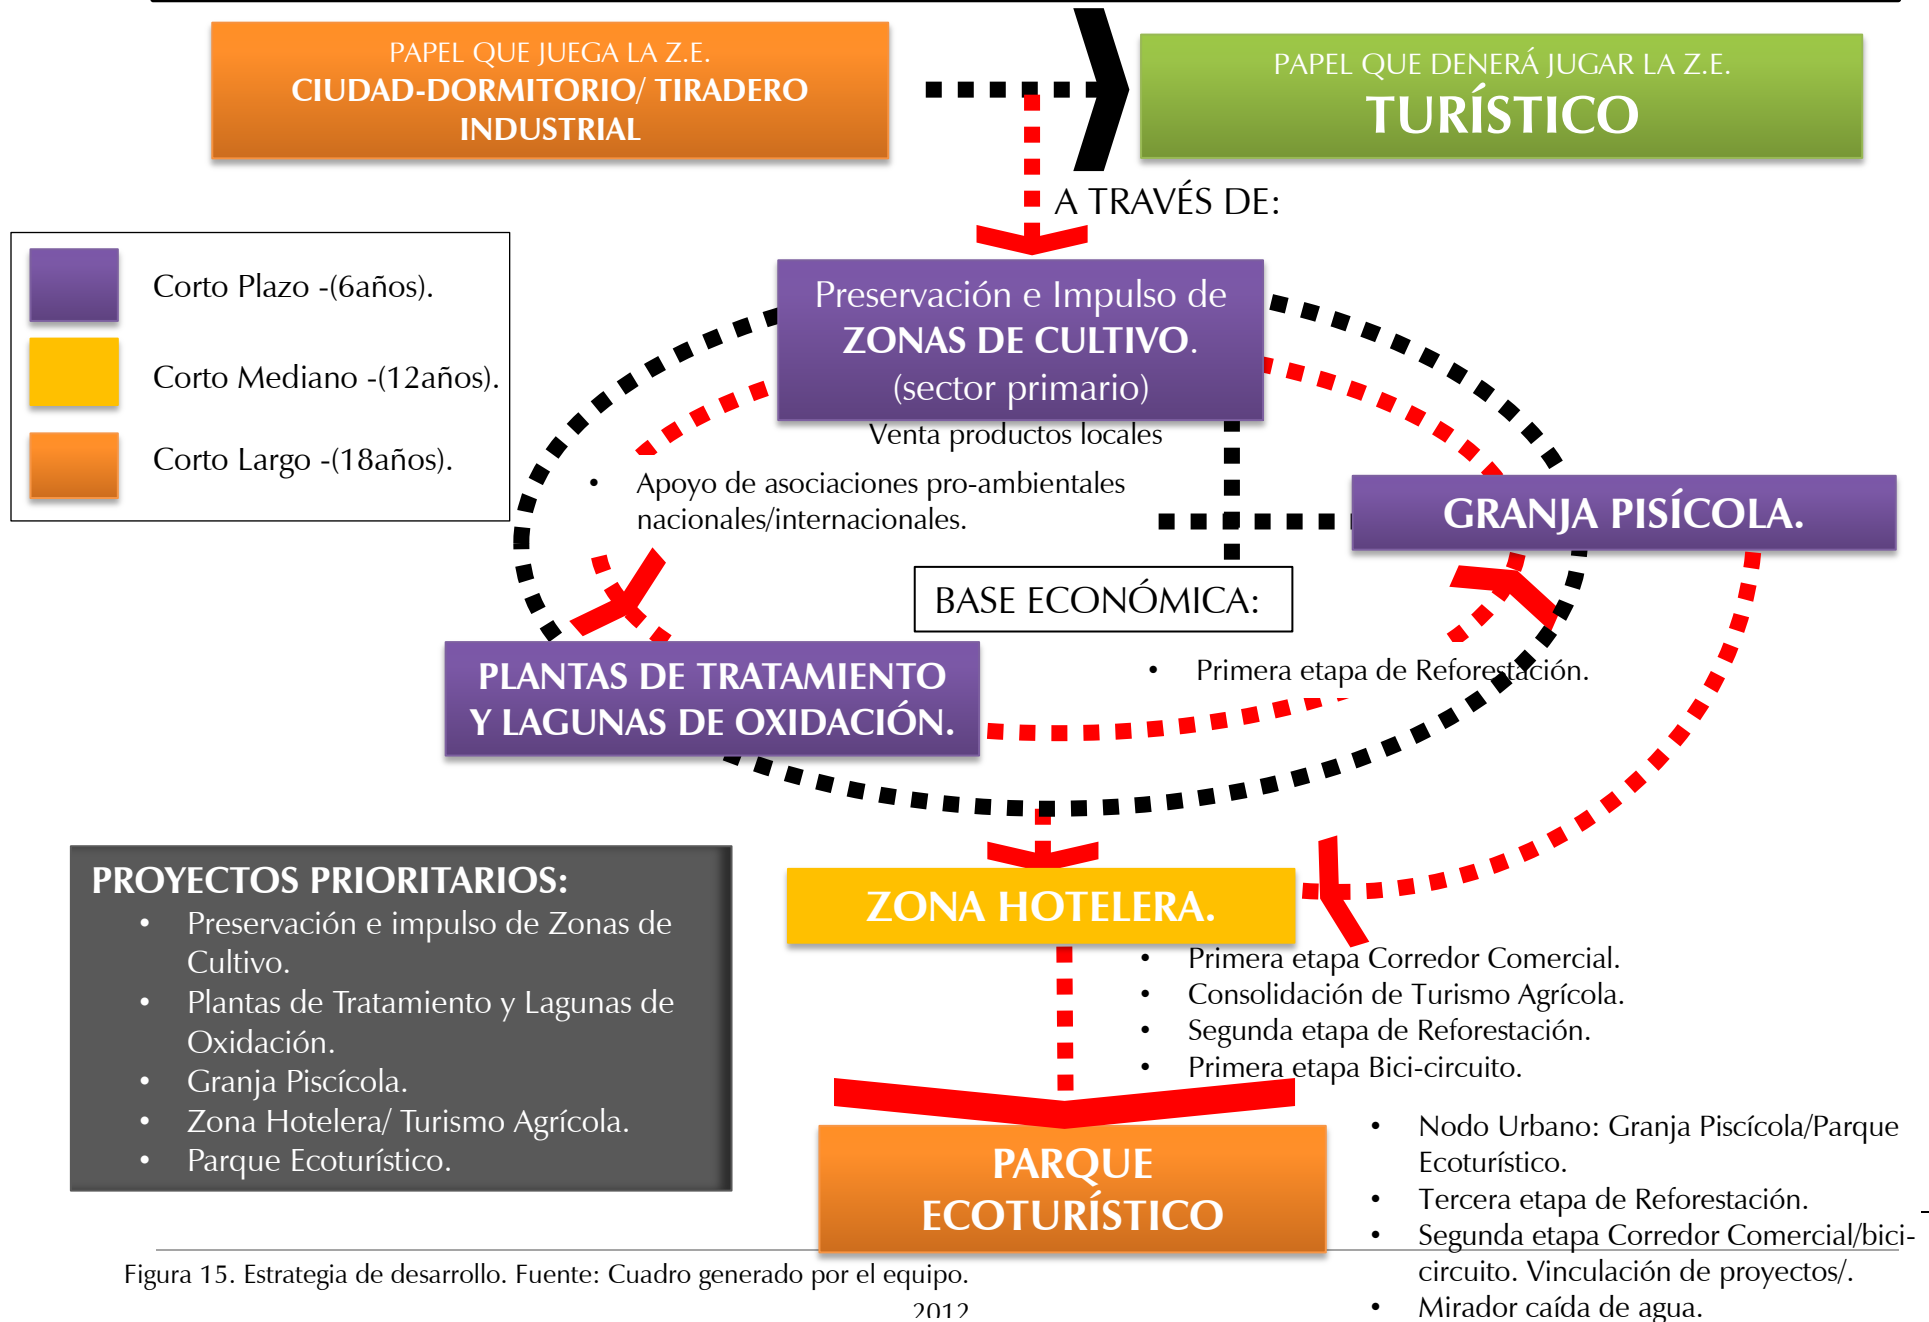 PAPEL QUE JUEGA LA Z.E.
CIUDAD-DORMITORIO/ TIRADERO
INDUSTRIAL
PAPEL QUE DENERÁ JUGAR LA Z.E.
TURÍSTICO
A TRAVÉS DE:
Corto Plazo -(6años).
Corto Mediano -(12años).
Corto Largo -(18años).
Preservación e Impulso de
ZONAS DE CULTIVO.
(sector primario)
Venta productos locales
• Apoyo de asociaciones pro-ambientales
nacionales/internacionales.
GRANJA PISÍCOLA.
BASE ECONÓMICA:
PLANTAS DE TRATAMIENTO
Y LAGUNAS DE OXIDACIÓN.
• Primera etapa de Reforestación.
ZONA HOTELERA.
• Primera etapa Corredor Comercial.
• Consolidación de Turismo Agrícola.
• Segunda etapa de Reforestación.
• Primera etapa Bici-circuito.
PROYECTOS PRIORITARIOS:
• Preservación e impulso de Zonas de
Cultivo.
• Plantas de Tratamiento y Lagunas de
Oxidación.
• Granja Piscícola.
• Zona Hotelera/ Turismo Agrícola.
• Parque Ecoturístico.
PARQUE
ECOTURÍSTICO
• Nodo Urbano: Granja Piscícola/Parque
Ecoturístico.
• Tercera etapa de Reforestación.
• Segunda etapa Corredor Comercial/bici-
circuito. Vinculación de proyectos/.
• Mirador caída de agua.
Figura 15. Estrategia de desarrollo. Fuente: Cuadro generado por el equipo.
2012